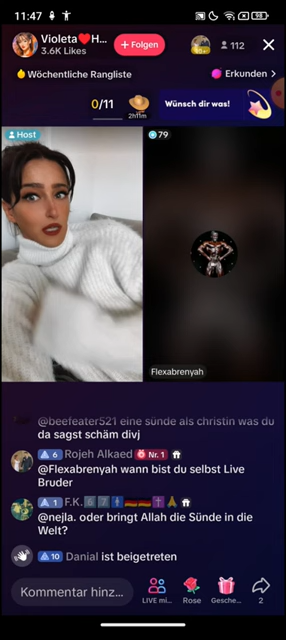 11:47
98
Violeta❤️H...
3.6K Likes
+ Folgen
112
Wöchentliche Rangliste
Erkunden >
0/11
2h11m
Wünsch dir was!
Host
79
Flexabrenyah
@beefeater521 eine sünde als christin was du
da sagst schäm divj
6 Rojeh Alkaed Nr. 1
@Flexabrenyah wann bist du selbst Live
Bruder
1 F.K.
@nejla. oder bringt Allah die Sünde in die
Welt?
10 Danial ist beigetreten
Kommentar hinz...
LIVE mi...
Rose
Gesche...
2